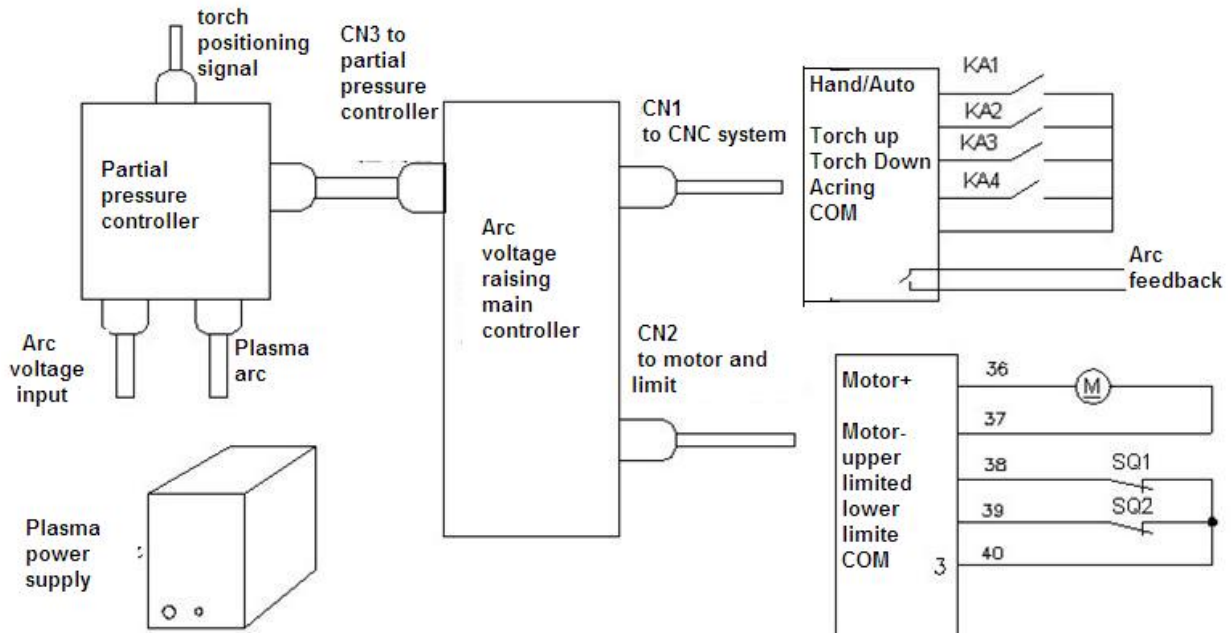 torch
positioning
signal
CN3 to
partial
pressure
controller
Partial
pressure
controller
Arc
voltage
input
Plasma
arc
Arc
voltage
raising
main
controller
CN1
to CNC system
CN2
to motor and
limit
Plasma
power
supply
Hand/Auto
Torch up
Torch Down
Acring
COM
KA1
KA2
KA3
KA4
Arc
feedback
Motor+
Motor-
upper
limited
lower
limite
COM
3
36
37
38
39
40
M
SQ1
SQ2